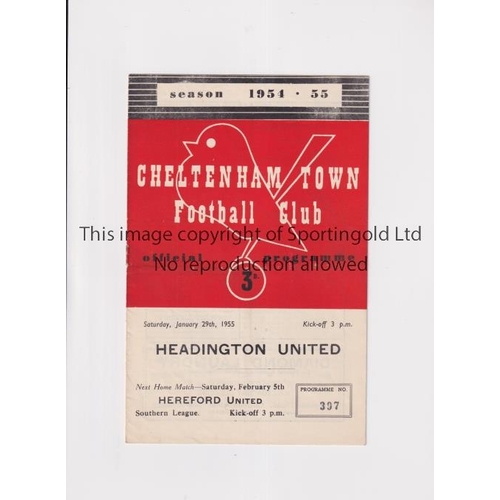 season 1954 · 55
CHELTENHAM TOWN
Football Club
This image copyright of Sportingold Ltd
official programme
No reproduction allowed
3ᴰ
Saturday, January 29th, 1955 Kick-off 3 p.m.
HEADINGTON UNITED
Next Home Match—Saturday, February 5th
HEREFORD UNITED
Southern League. Kick-off 3 p.m.
PROGRAMME NO.
397